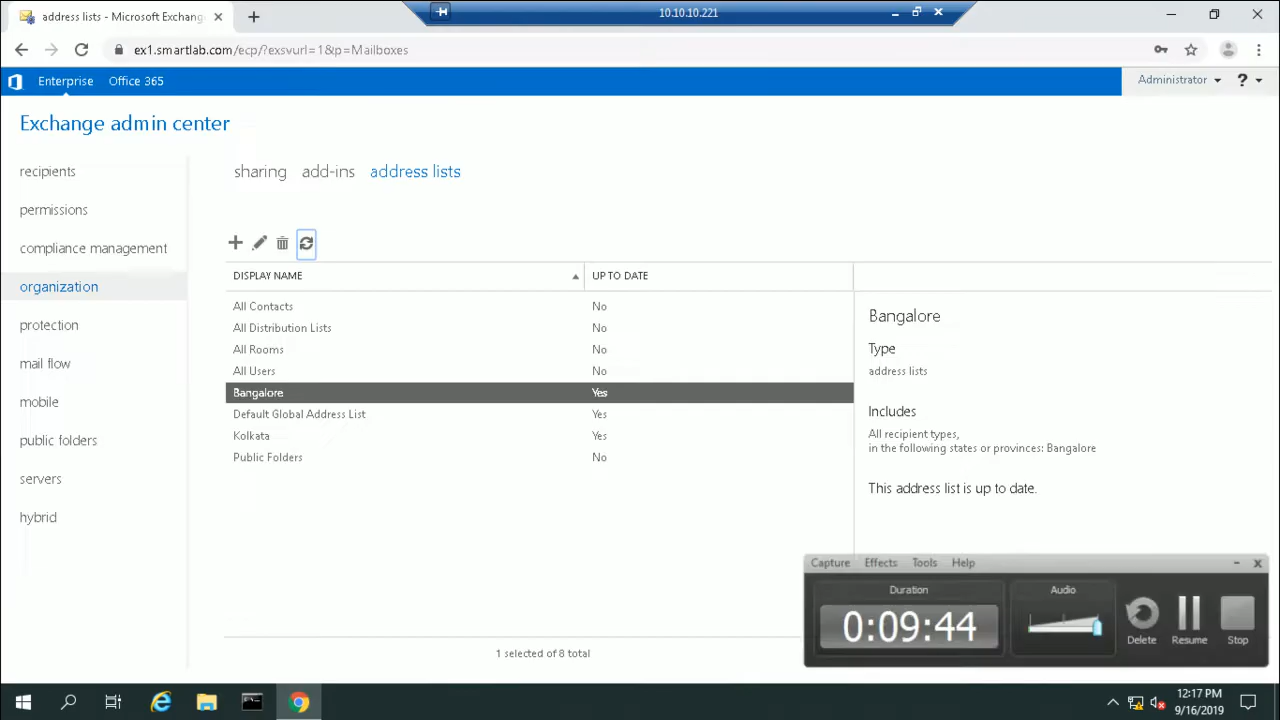 address lists - Microsoft Exchang
10.10.10.221
ex1.smartlab.com/ecp/?exsvurl=1&p=Mailboxes
Enterprise Office 365
Administrator ?
Exchange admin center
recipients
permissions
compliance management
organization
protection
mail flow
mobile
public folders
servers
hybrid
sharing add-ins address lists
DISPLAY NAME UP TO DATE
All Contacts No
All Distribution Lists No
All Rooms No
All Users No
Bangalore Yes
Default Global Address List Yes
Kolkata Yes
Public Folders No
1 selected of 8 total
Bangalore
Type
address lists
Includes
All recipient types,
in the following states or provinces: Bangalore
This address list is up to date.
Capture Effects Tools Help
Duration Audio
0:09:44
Delete Resume Stop
12:17 PM
9/16/2019